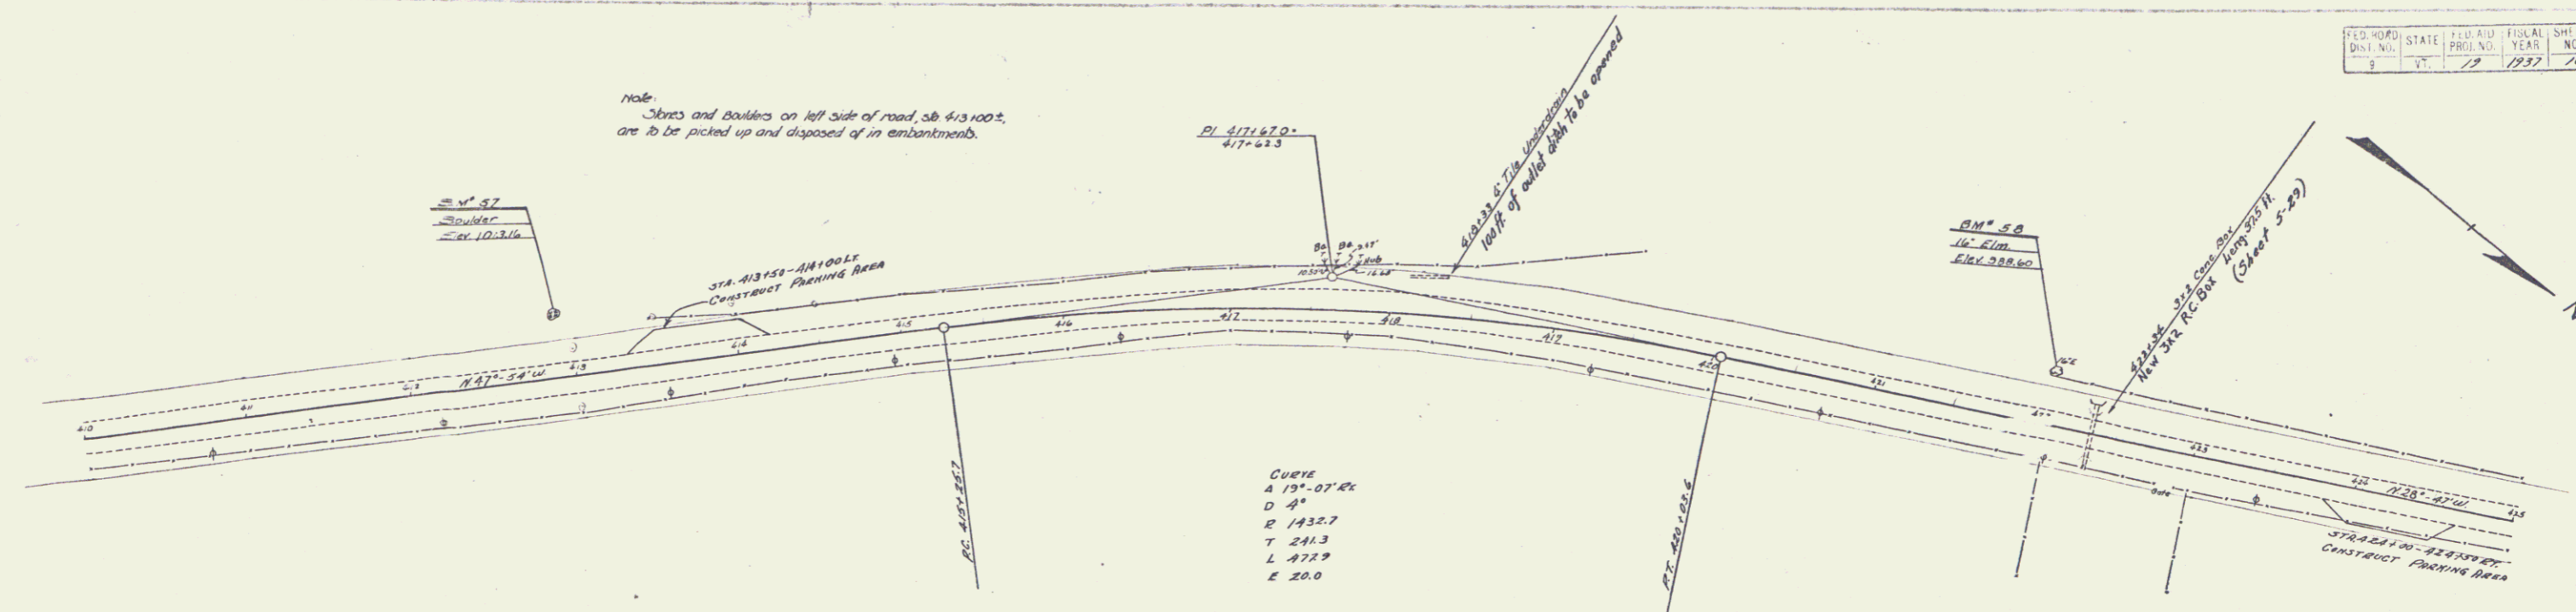 FED. ROAD DIST. NO. STATE FED. AID PROJ. NO. FISCAL YEAR
9 VT. 19 1937
Note:
Stones and Boulders on left side of road, sta. 413+00±,
are to be picked up and disposed of in embankments.
PI 417+67.0 =
417+62.3
419+33 4" Tile Underdrain
100 ft. of outlet ditch to be opened
BM# 57
Boulder
Elev. 1013.16
STA. 413+50-414+00 LT.
CONSTRUCT PARKING AREA
BM# 58
16" Elm
Elev. 988.60
3x2 Conc. Box
New 3x2 R.C. Box Leng. 37.5 ft.
(Sheet 5-29)
Hub
16"E
410
411
412
N 47°-54' W.
413
414
415
416
417
418
419
420
421
423
424
N 28°-47' W.
425
Gate
P.C. 415+25.7
P.T. 420+03.6
CURVE
Δ 19°-07' Rt
D 4°
R 1432.7
T 241.3
L 477.9
E 20.0
STA. 424+00-424+50 RT.
CONSTRUCT PARKING AREA